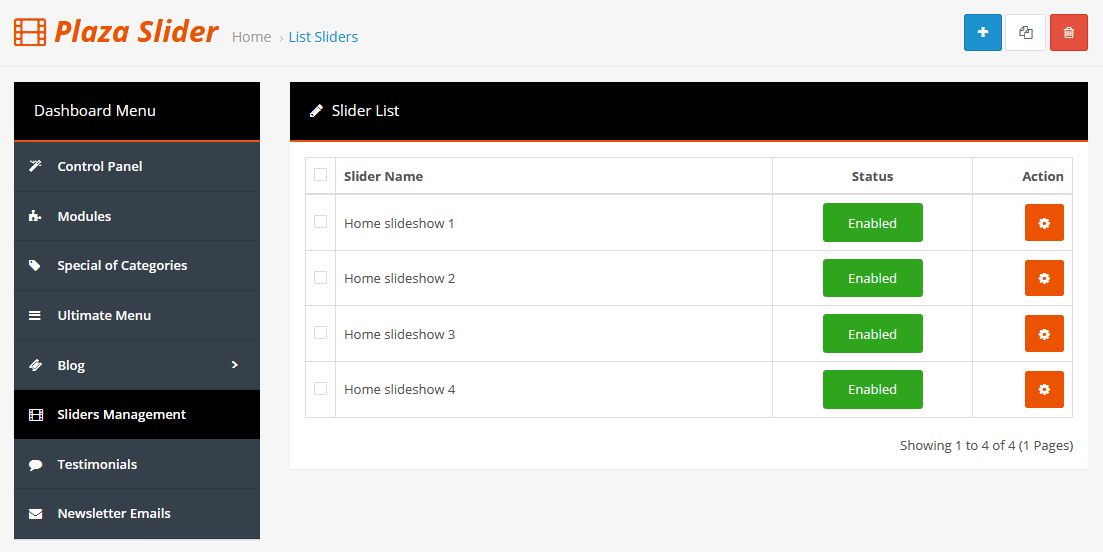 Plaza Slider Home › List Sliders
Dashboard Menu
Control Panel
Modules
Special of Categories
Ultimate Menu
Blog
Sliders Management
Testimonials
Newsletter Emails
Slider List
Slider Name Status Action
Home slideshow 1 Enabled
Home slideshow 2 Enabled
Home slideshow 3 Enabled
Home slideshow 4 Enabled
Showing 1 to 4 of 4 (1 Pages)